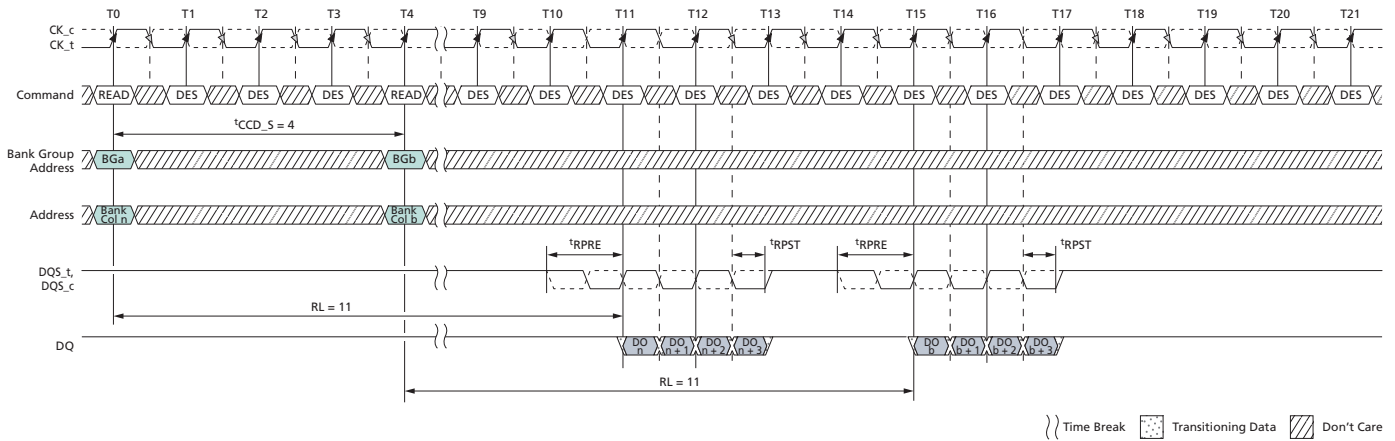 T0 T1 T2 T3 T4 T9 T10 T11 T12 T13 T14 T15 T16 T17 T18 T19 T20 T21
CK_c
CK_t
Command READ DES DES DES READ DES DES DES DES DES DES DES DES DES DES DES DES DES
tCCD_S = 4
Bank Group
Address
BGa BGb
Address
Bank
Col n
Bank
Col b
tRPRE tRPST tRPRE tRPST
DQS_t,
DQS_c
RL = 11
DQ
DO
n
DO
n + 1
DO
n + 2
DO
n + 3
DO
b
DO
b + 1
DO
b + 2
DO
b + 3
RL = 11
Time Break Transitioning Data Don't Care